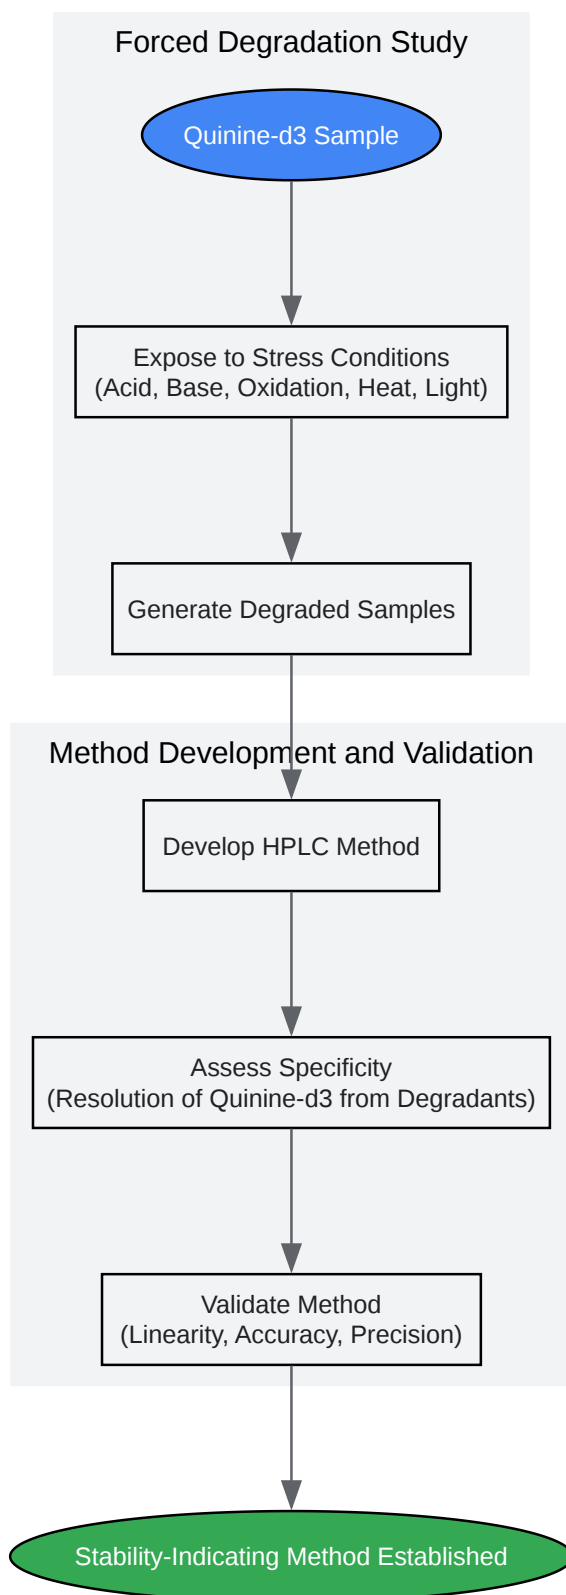 Forced Degradation Study
Quinine-d3 Sample
Expose to Stress Conditions
(Acid, Base, Oxidation, Heat, Light)
Generate Degraded Samples
Method Development and Validation
Develop HPLC Method
Assess Specificity
(Resolution of Quinine-d3 from Degradants)
Validate Method
(Linearity, Accuracy, Precision)
Stability-Indicating Method Established